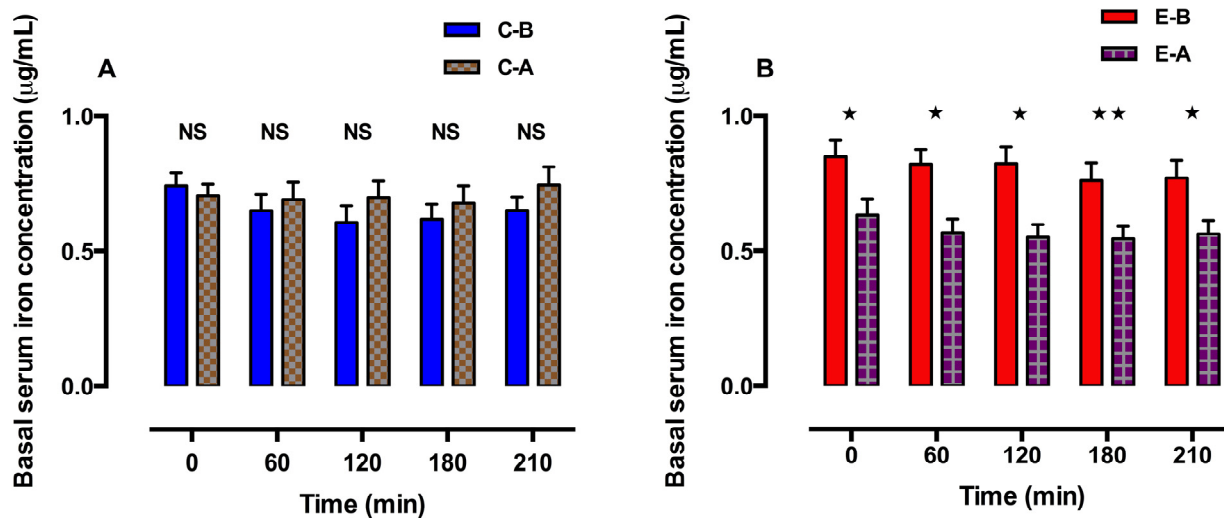 C-B
C-A
A
Basal serum iron concentration (µg/mL)
1.0
0.5
0.0
NS NS NS NS NS
0 60 120 180 210
Time (min)
E-B
E-A
B
Basal serum iron concentration (µg/mL)
1.0
0.5
0.0
★ ★ ★ ★★ ★
0 60 120 180 210
Time (min)